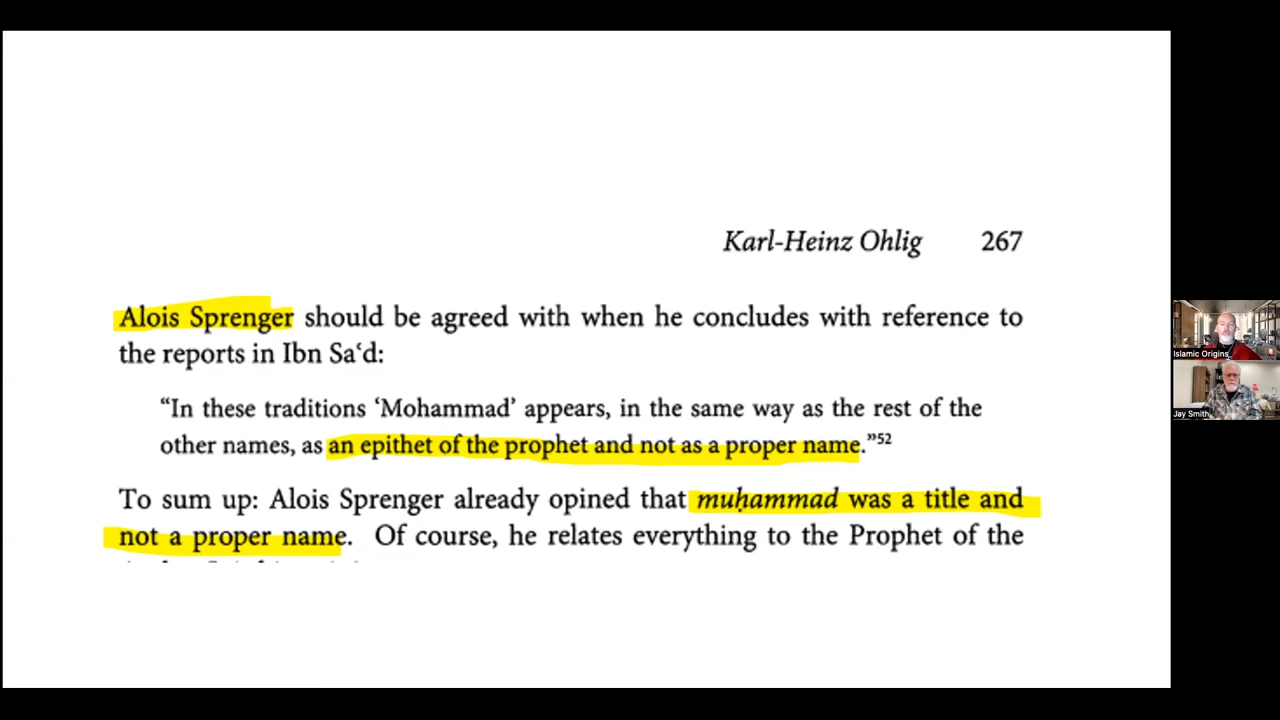 Karl-Heinz Ohlig 267
Alois Sprenger should be agreed with when he concludes with reference to
the reports in Ibn Saʿd:
“In these traditions ‘Mohammad’ appears, in the same way as the rest of the
other names, as an epithet of the prophet and not as a proper name.”52
To sum up: Alois Sprenger already opined that muḥammad was a title and
not a proper name. Of course, he relates everything to the Prophet of the
Islamic Origins
Jay Smith